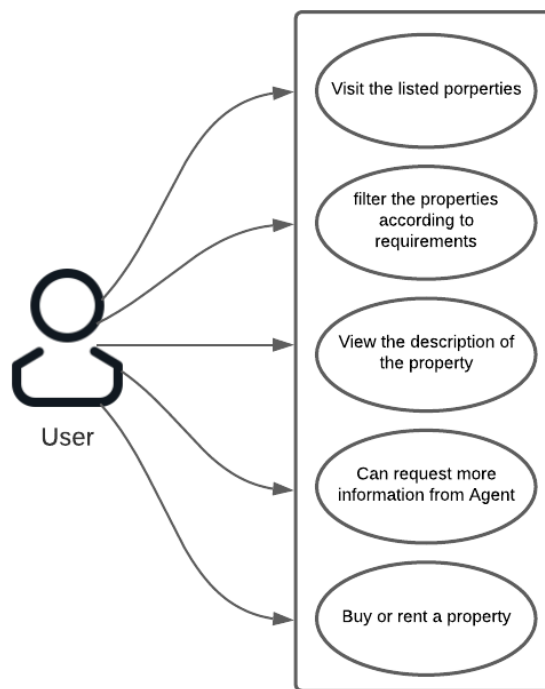 Visit the listed porperties
filter the properties
according to
requirements
View the description of
the property
User
Can request more
information from Agent
Buy or rent a property